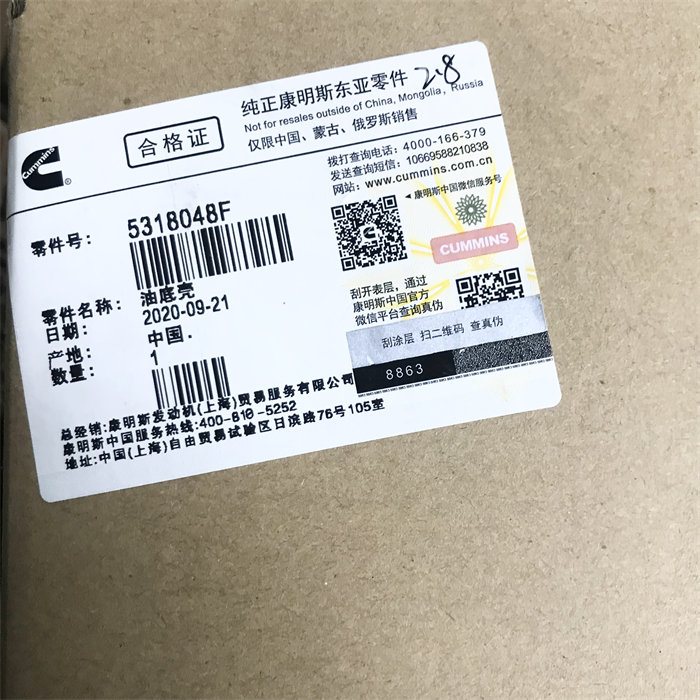 纯正康明斯东亚零件
2.8
Not for resales outside of China, Mongolia, Russia
仅限中国、蒙古、俄罗斯销售
合格证
Cummins
®
拨打查询电话：4000-166-379
发送查询短信：10669588210838
网站：www.cummins.com.cn
康明斯中国微信服务号
零件号：
5318048F
CUMMINS
零件名称：
油底壳
日期：
2020-09-21
产地：
中国.
数量：
1
刮开表层，通过
康明斯中国官方
微信平台查询真伪
刮涂层 扫二维码 查真伪
8863
总经销：康明斯发动机(上海)贸易服务有限公司
康明斯中国服务热线：400-810-5252
地址：中国(上海)自由贸易试验区日滨路76号105室